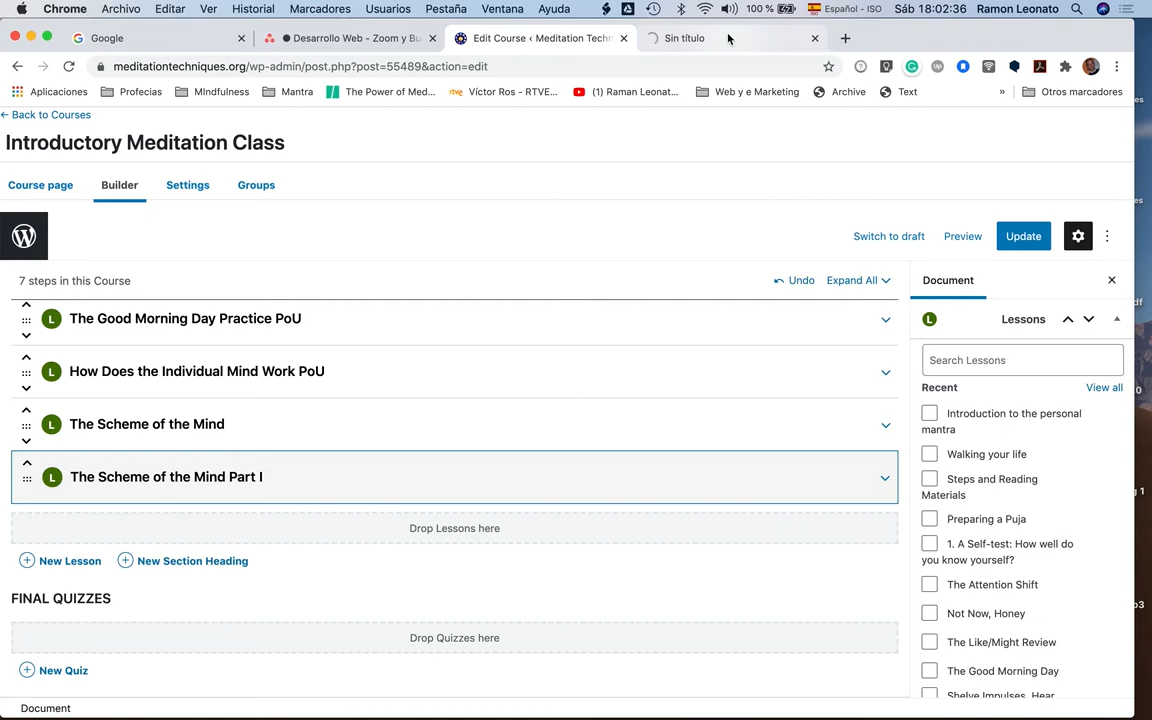 Chrome Archivo Editar Ver Historial Marcadores Usuarios Pestaña Ventana Ayuda 100 % Español - ISO Sáb 18:02:36 Ramon Leonato
Google Desarrollo Web - Zoom y Bu Edit Course ‹ Meditation Techn Sin título
meditationtechniques.org/wp-admin/post.php?post=55489&action=edit
Aplicaciones Profecias MIndfulness Mantra The Power of Med... rtve Víctor Ros - RTVE... (1) Raman Leonat... Web y e Marketing Archive Text » Otros marcadores
← Back to Courses
Introductory Meditation Class
Course page Builder Settings Groups
Switch to draft Preview Update
7 steps in this Course Undo Expand All Document
L The Good Morning Day Practice PoU
L Lessons
L How Does the Individual Mind Work PoU
Search Lessons
Recent View all
L The Scheme of the Mind
Introduction to the personal
mantra
Walking your life
L The Scheme of the Mind Part I
Steps and Reading
Materials
Drop Lessons here
Preparing a Puja
New Lesson New Section Heading
1. A Self-test: How well do
you know yourself?
FINAL QUIZZES
The Attention Shift
Not Now, Honey
Drop Quizzes here
The Like/Might Review
New Quiz
The Good Morning Day
Shelve Impulses, Hear
Document